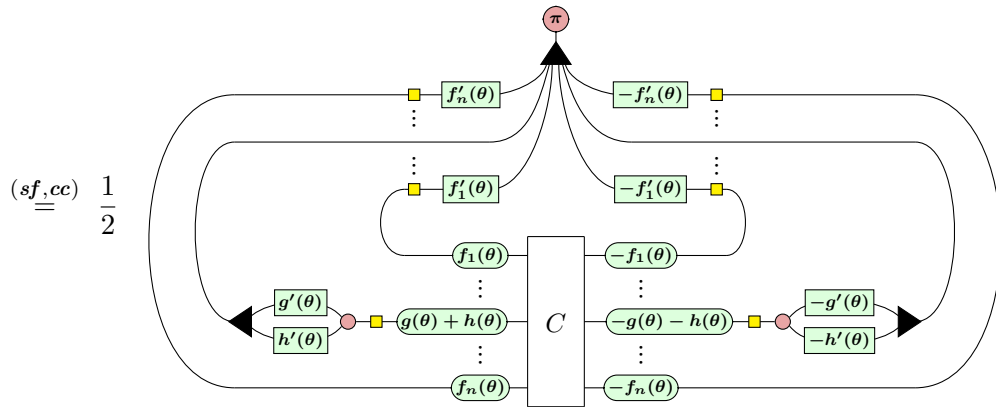 π
f'ₙ(θ) -f'ₙ(θ)
⋮ ⋮
⋮ ⋮
(sf,cc) = 1/2
f'₁(θ) -f'₁(θ)
f₁(θ) -f₁(θ)
⋮ ⋮
g'(θ) -g'(θ)
g(θ) + h(θ) C -g(θ) - h(θ)
h'(θ) -h'(θ)
⋮ ⋮
fₙ(θ) -fₙ(θ)